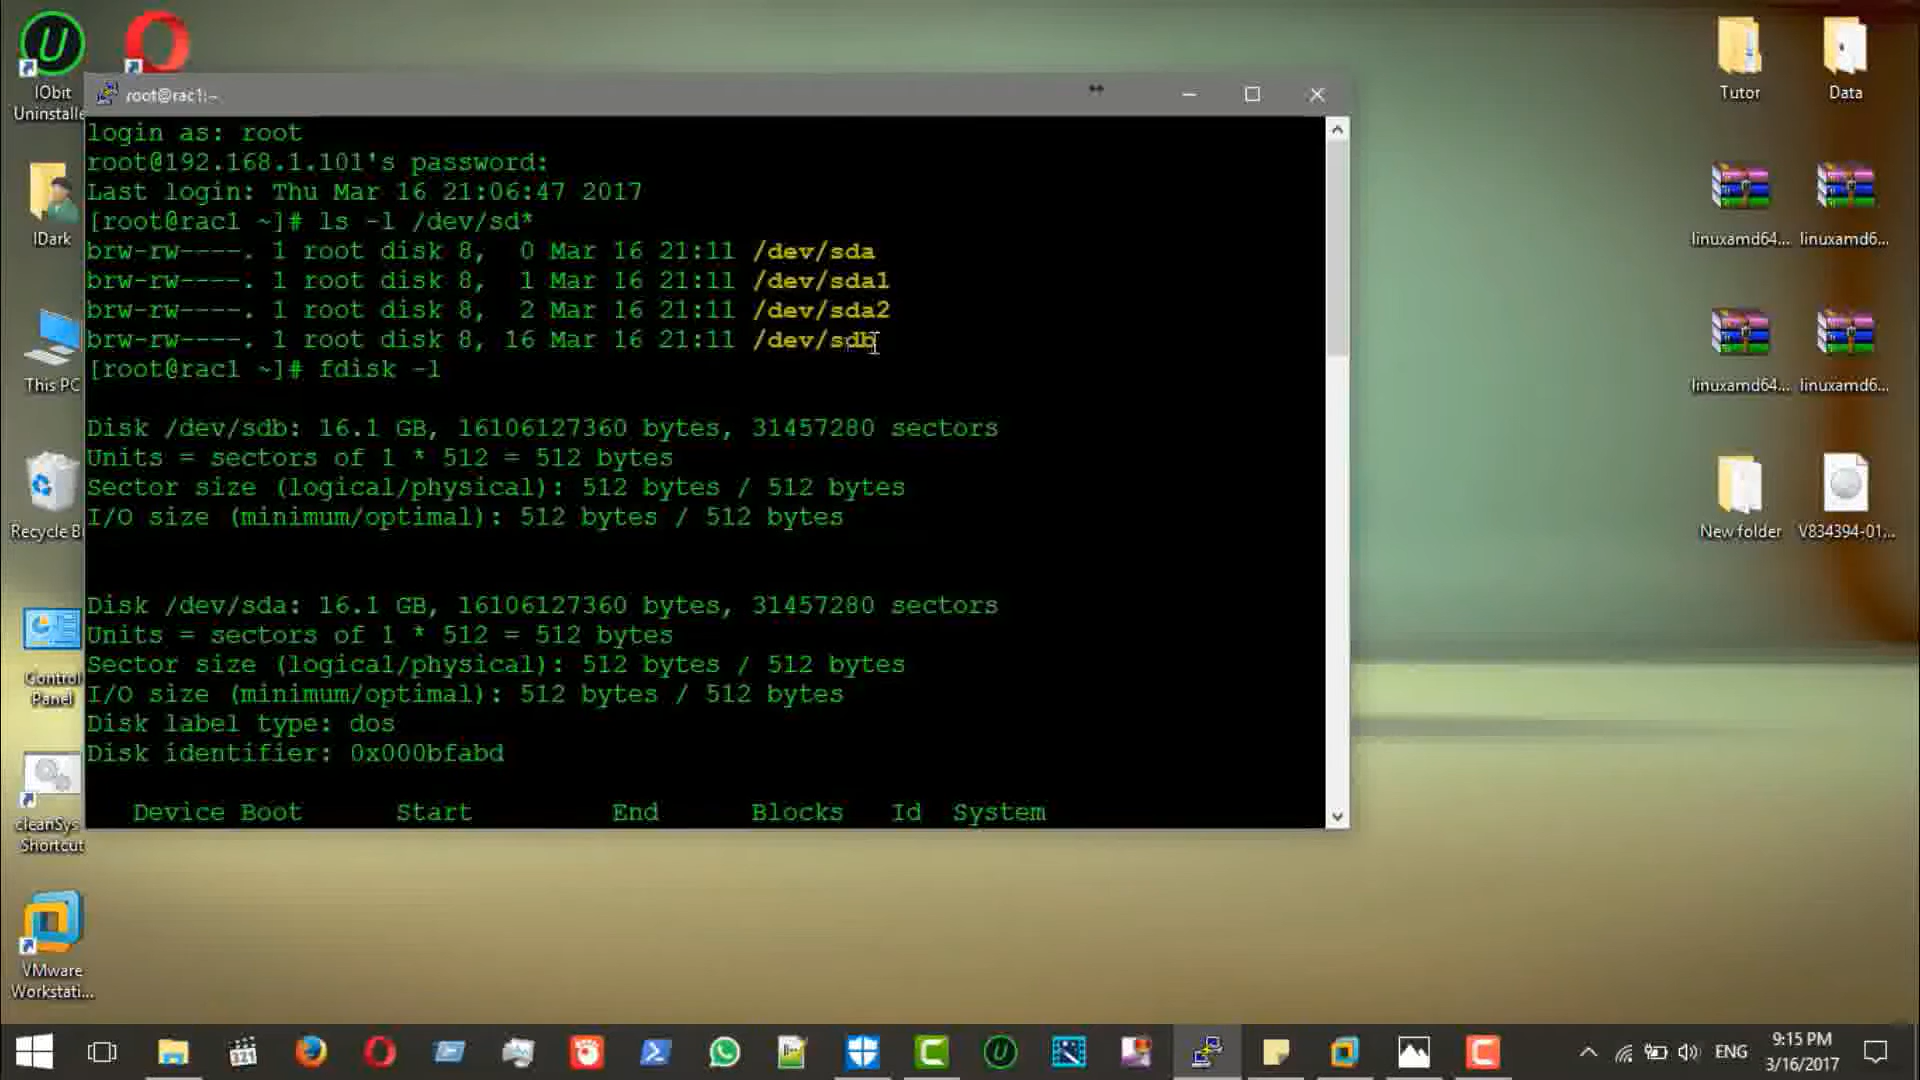 IObit
Uninstalle
IDark
This PC
Recycle B
Control
Panel
cleanSys
Shortcut
VMware
Workstati...
root@rac1:~
login as: root
root@192.168.1.101's password:
Last login: Thu Mar 16 21:06:47 2017
[root@rac1 ~]# ls -l /dev/sd*
brw-rw----. 1 root disk 8,  0 Mar 16 21:11 /dev/sda
brw-rw----. 1 root disk 8,  1 Mar 16 21:11 /dev/sda1
brw-rw----. 1 root disk 8,  2 Mar 16 21:11 /dev/sda2
brw-rw----. 1 root disk 8, 16 Mar 16 21:11 /dev/sdb
[root@rac1 ~]# fdisk -l
Disk /dev/sdb: 16.1 GB, 16106127360 bytes, 31457280 sectors
Units = sectors of 1 * 512 = 512 bytes
Sector size (logical/physical): 512 bytes / 512 bytes
I/O size (minimum/optimal): 512 bytes / 512 bytes
Disk /dev/sda: 16.1 GB, 16106127360 bytes, 31457280 sectors
Units = sectors of 1 * 512 = 512 bytes
Sector size (logical/physical): 512 bytes / 512 bytes
I/O size (minimum/optimal): 512 bytes / 512 bytes
Disk label type: dos
Disk identifier: 0x000bfabd
Device Boot      Start         End      Blocks   Id  System
Tutor
Data
linuxamd64...
linuxamd6...
linuxamd64...
linuxamd6...
New folder
V834394-01...
321
ENG
9:15 PM
3/16/2017